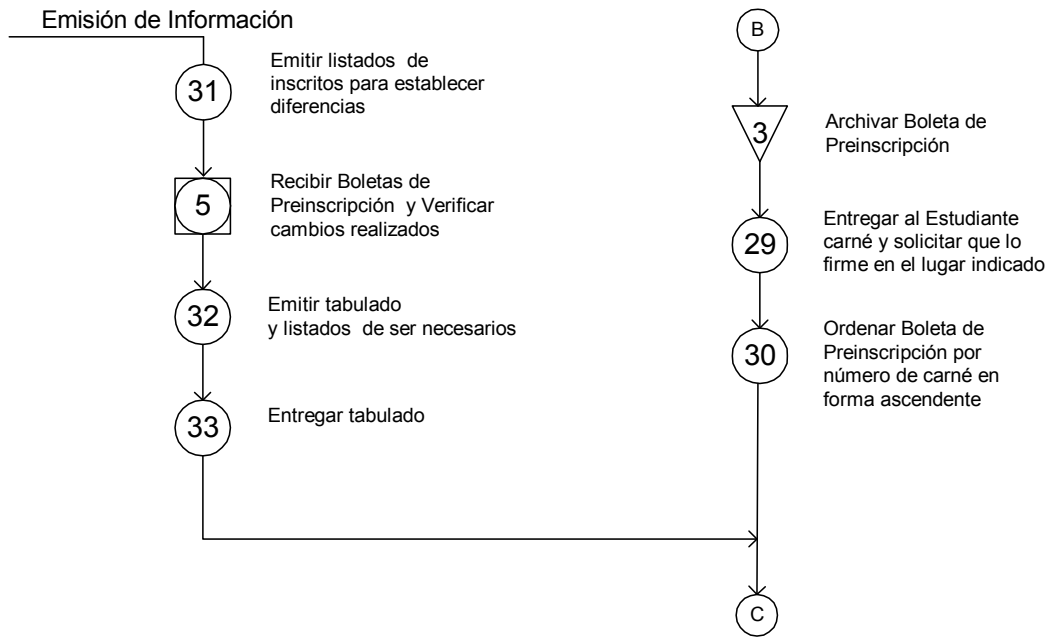 Emisión de Información
31
Emitir listados de
inscritos para establecer
diferencias
5
Recibir Boletas de
Preinscripción y Verificar
cambios realizados
32
Emitir tabulado
y listados de ser necesarios
33
Entregar tabulado
B
3
Archivar Boleta de
Preinscripción
29
Entregar al Estudiante
carné y solicitar que lo
firme en el lugar indicado
30
Ordenar Boleta de
Preinscripción por
número de carné en
forma ascendente
C